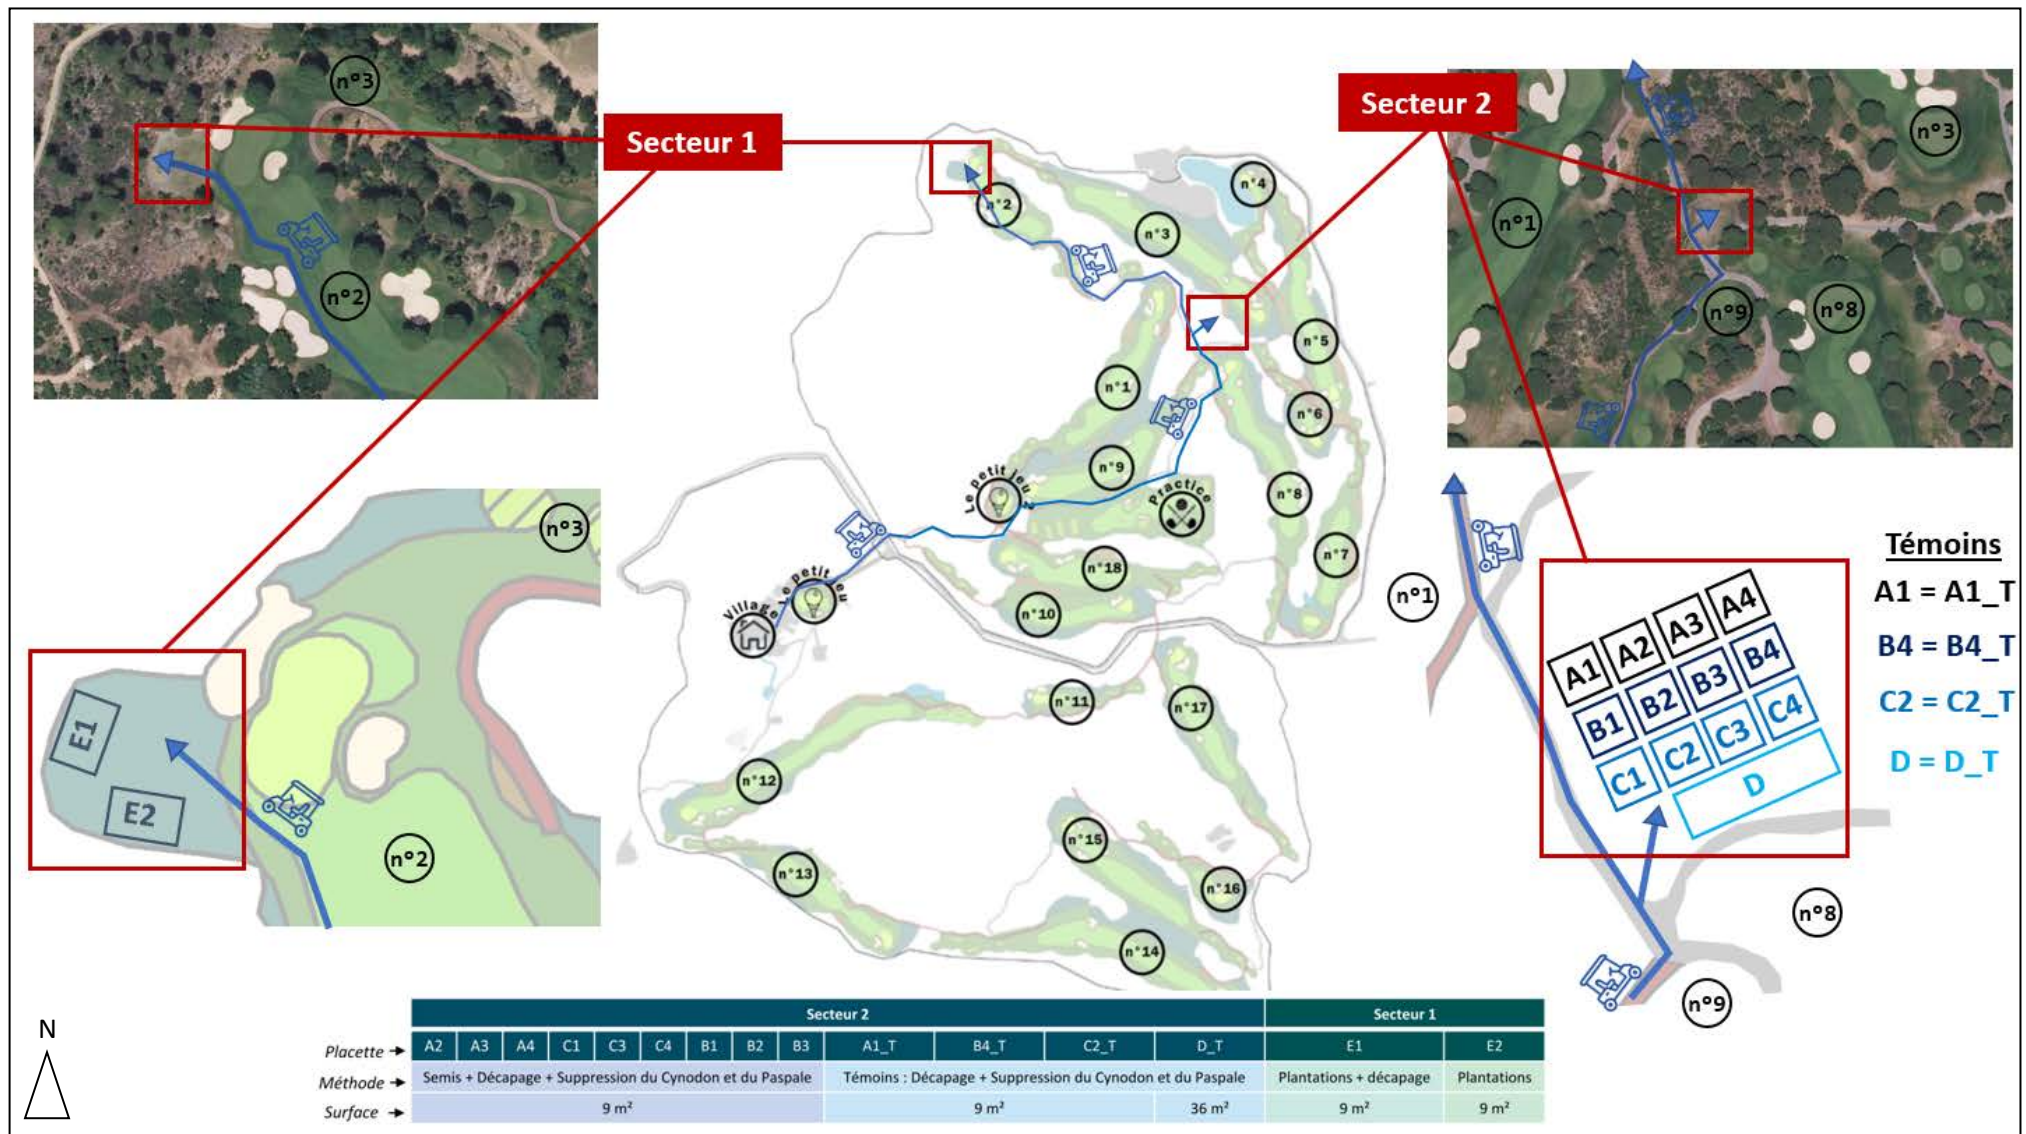 n°3
n°2
Secteur 1
Secteur 2
n°3
n°1
n°9
n°8
n°4
n°2
n°3
n°5
n°1
n°6
n°9
Le petit jeu 2
Practice
n°8
n°7
n°18
n°10
Le petit jeu
Village
n°11
n°17
n°12
n°15
n°13
n°16
n°14
n°3
E1
E2
n°2
n°1
A1 A2 A3 A4
B1 B2 B3 B4
C1 C2 C3 C4
D
n°8
n°9
Témoins
A1 = A1_T
B4 = B4_T
C2 = C2_T
D = D_T
N
Secteur 2 Secteur 1
Placette A2 A3 A4 C1 C3 C4 B1 B2 B3 A1_T B4_T C2_T D_T E1 E2
Méthode Semis + Décapage + Suppression du Cynodon et du Paspale Témoins : Décapage + Suppression du Cynodon et du Paspale Plantations + décapage Plantations
Surface 9 m² 9 m² 36 m² 9 m² 9 m²